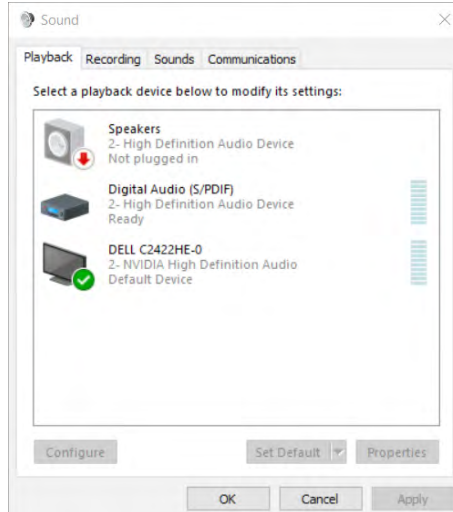 Sound
Playback Recording Sounds Communications
Select a playback device below to modify its settings:
Speakers
2- High Definition Audio Device
Not plugged in
Digital Audio (S/PDIF)
2- High Definition Audio Device
Ready
DELL C2422HE-0
2- NVIDIA High Definition Audio
Default Device
Configure Set Default Properties
OK Cancel Apply